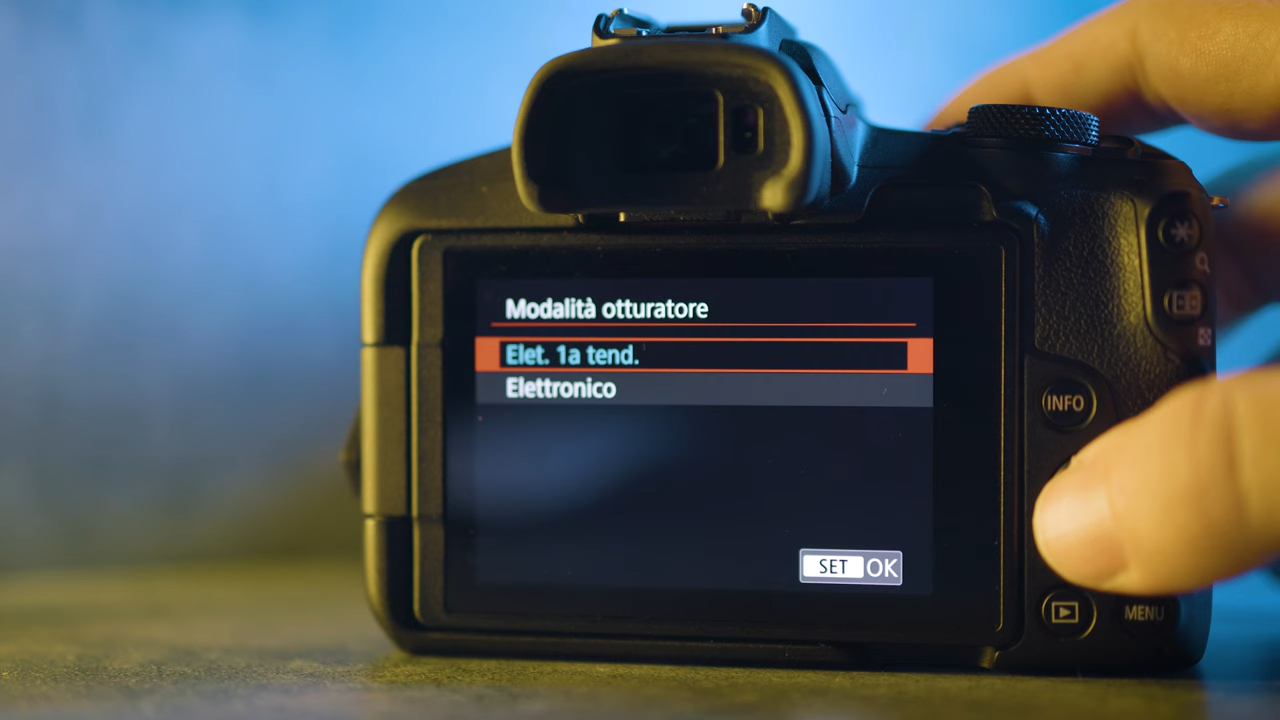 Modalità otturatore
Elet. 1a tend.
Elettronico
SET OK
INFO
MENU